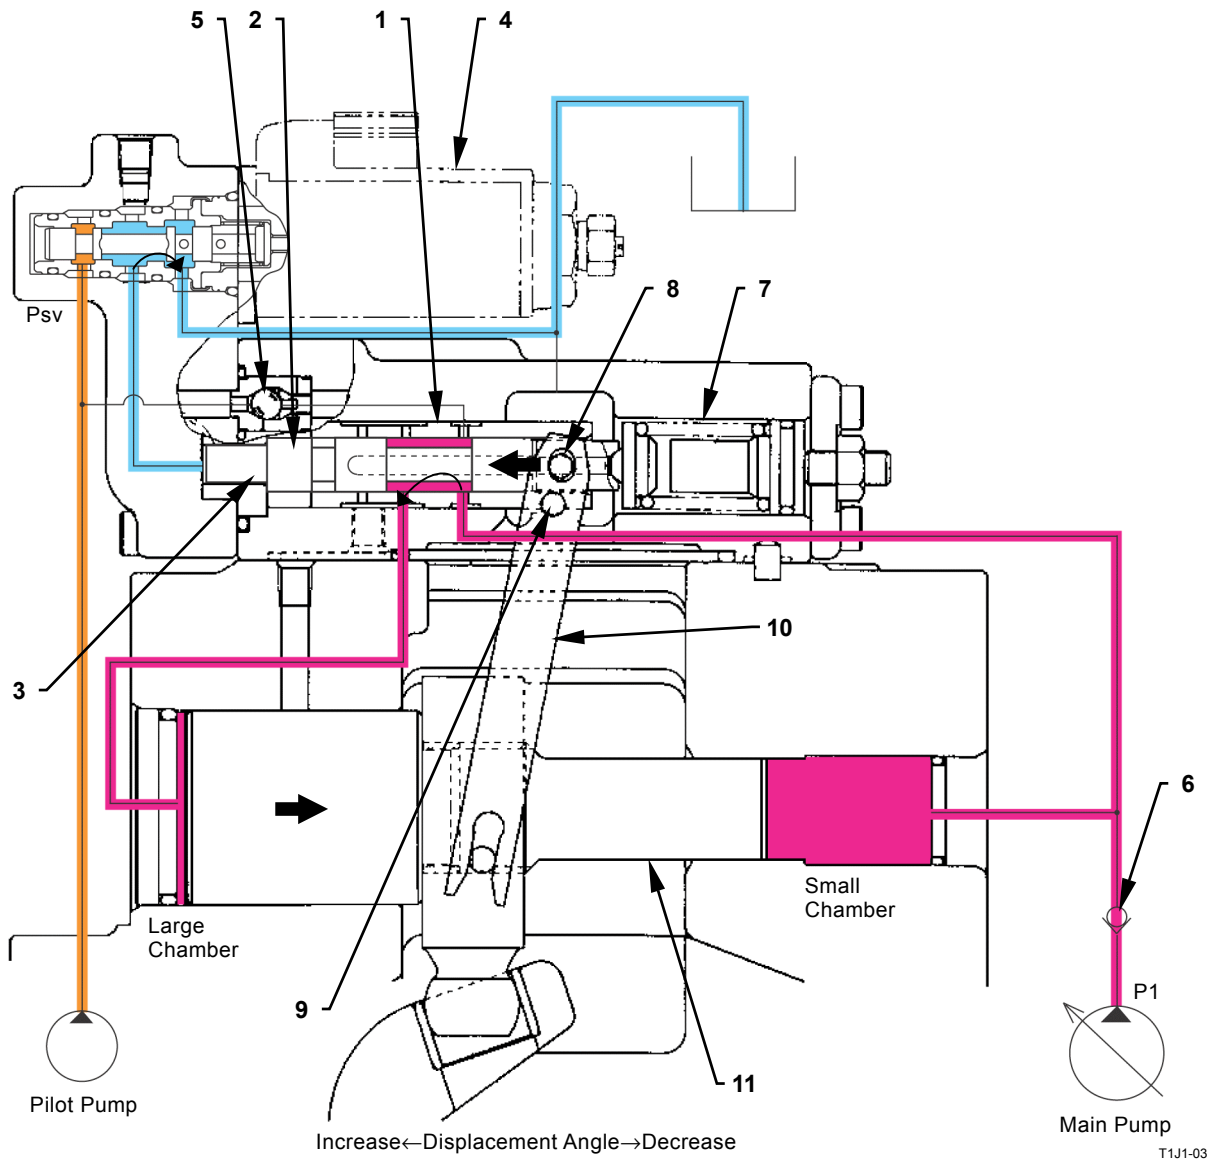 5 2 1 4
8 7
Psv
10
3
6
Small
Chamber
Large
Chamber
9
P1
11
Pilot Pump
Main Pump
Increase←Displacement Angle→Decrease
T1J1-03